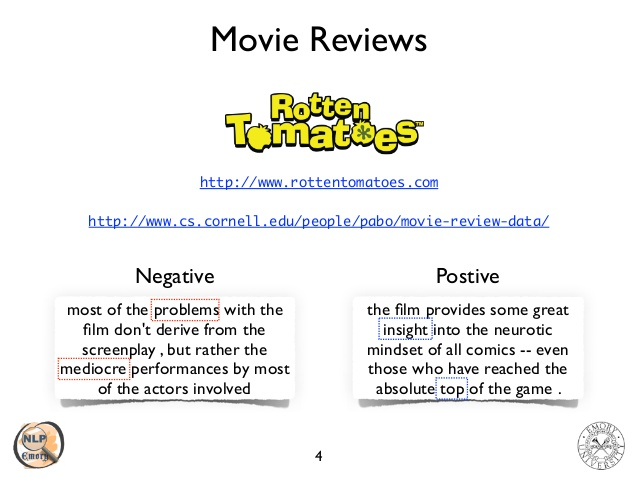 Movie Reviews
Rotten
Tomatoes™
http://www.rottentomatoes.com
http://www.cs.cornell.edu/people/pabo/movie-review-data/
Negative
Postive
most of the problems with the
film don't derive from the
screenplay , but rather the
mediocre performances by most
of the actors involved
the film provides some great
insight into the neurotic
mindset of all comics -- even
those who have reached the
absolute top of the game .
NLP
Emory
EMORY
UNIVERSITY
4